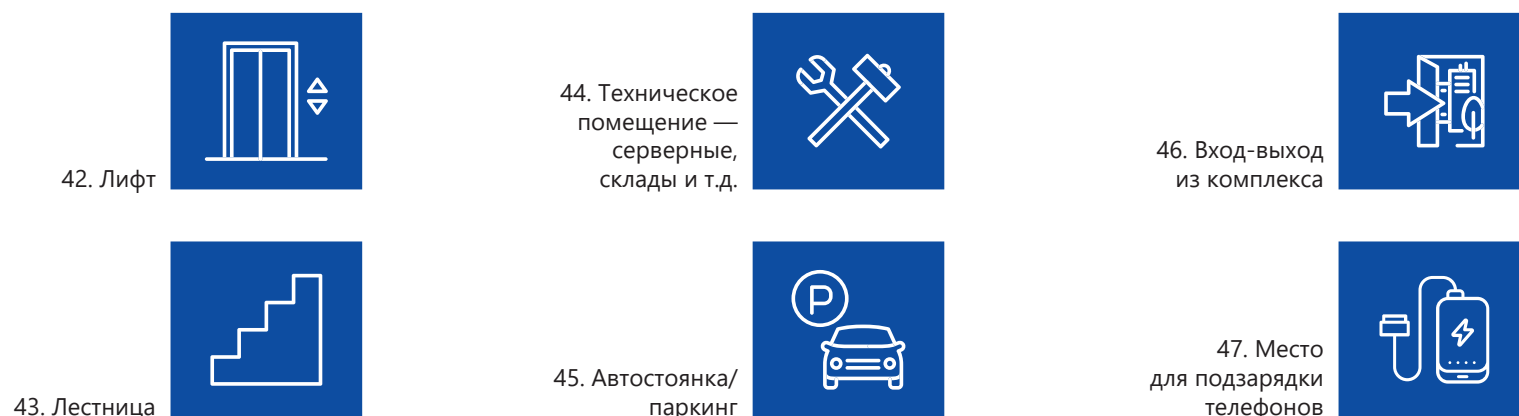 42. Лифт
44. Техническое
помещение —
серверные,
склады и т.д.
46. Вход-выход
из комплекса
43. Лестница
P
45. Автостоянка/
паркинг
47. Место
для подзарядки
телефонов